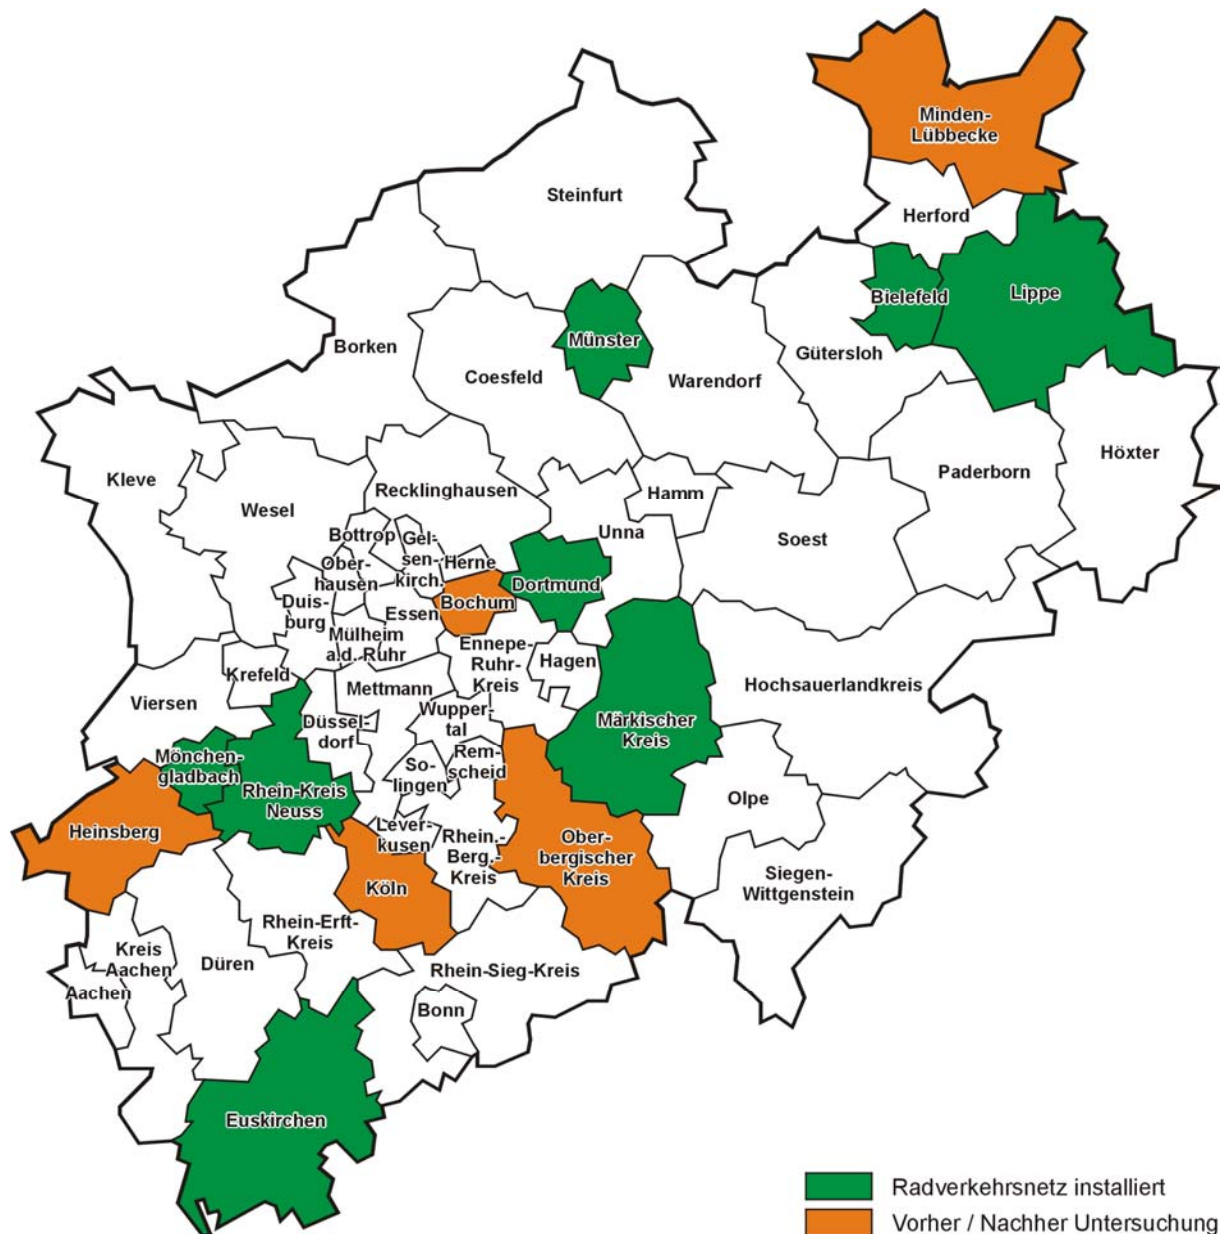 Minden-
Lübbecke
Steinfurt
Herford
Bielefeld
Lippe
Münster
Borken
Gütersloh
Coesfeld
Warendorf
Höxter
Kleve
Paderborn
Recklinghausen
Hamm
Wesel
Unna
Soest
Bottrop
Gel-
sen-
kirch.
Herne
Ober-
hausen
Dortmund
Duis-
burg
Essen
Bochum
Mülheim
a.d. Ruhr
Ennepe-
Ruhr-
Kreis
Hagen
Krefeld
Mettmann
Hochsauerlandkreis
Viersen
Düssel-
dorf
Wupper-
tal
Märkischer
Kreis
Mönchen-
gladbach
Rem-
scheid
So-
lingen
Rhein-Kreis
Neuss
Olpe
Heinsberg
Lever-
kusen
Rhein.-
Berg.-
Kreis
Ober-
bergischer
Kreis
Siegen-
Wittgenstein
Köln
Rhein-Erft-
Kreis
Kreis
Aachen
Düren
Rhein-Sieg-Kreis
Aachen
Bonn
Euskirchen
Radverkehrsnetz installiert
Vorher / Nachher Untersuchung